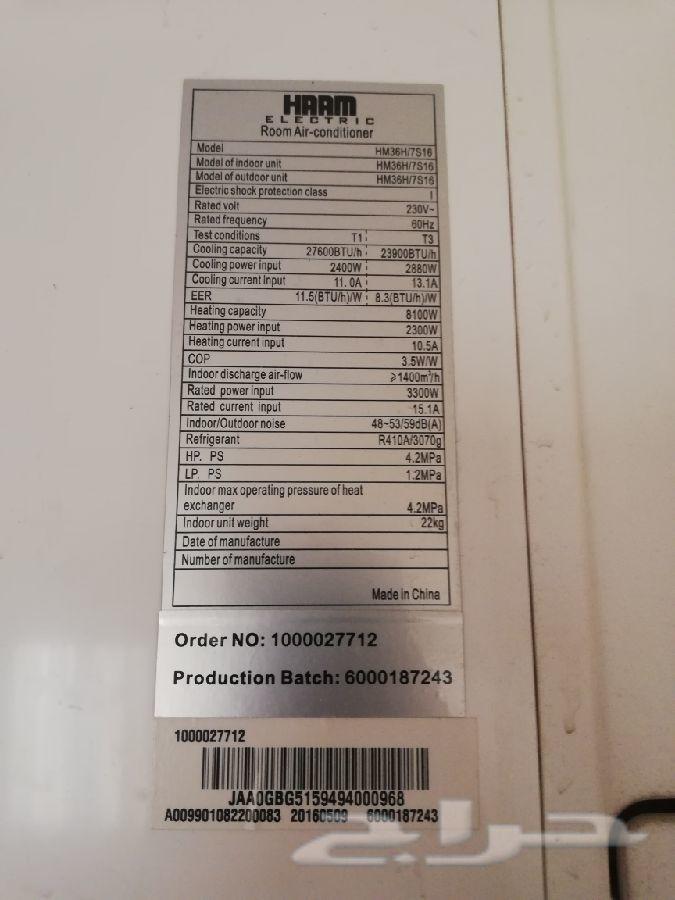 HAAM
ELECTRIC
Room Air-conditioner
Model HM36H/7S16
Model of indoor unit HM36H/7S16
Model of outdoor unit HM36H/7S16
Electric shock protection class I
Rated volt 230V~
Rated frequency 60Hz
Test conditions T1 T3
Cooling capacity 27600BTU/h 23900BTU/h
Cooling power input 2400W 2880W
Cooling current Input 11.0A 13.1A
EER 11.5(BTU/h)/W 8.3(BTU/h)/W
Heating capacity 8100W
Heating power input 2300W
Heating current input 10.5A
COP 3.5W/W
Indoor discharge air-flow ≥1400m³/h
Rated power input 3300W
Rated current input 15.1A
Indoor/Outdoor noise 48~53/59dB(A)
Refrigerant R410A/3070g
HP. PS 4.2MPa
LP. PS 1.2MPa
Indoor max operating pressure of heat
exchanger 4.2MPa
Indoor unit weight 22kg
Date of manufacture
Number of manufacture
Made in China
Order NO: 1000027712
Production Batch: 6000187243
1000027712
JAA0GBG5159494000968
A009901082200083 20160509 6000187243
حراج